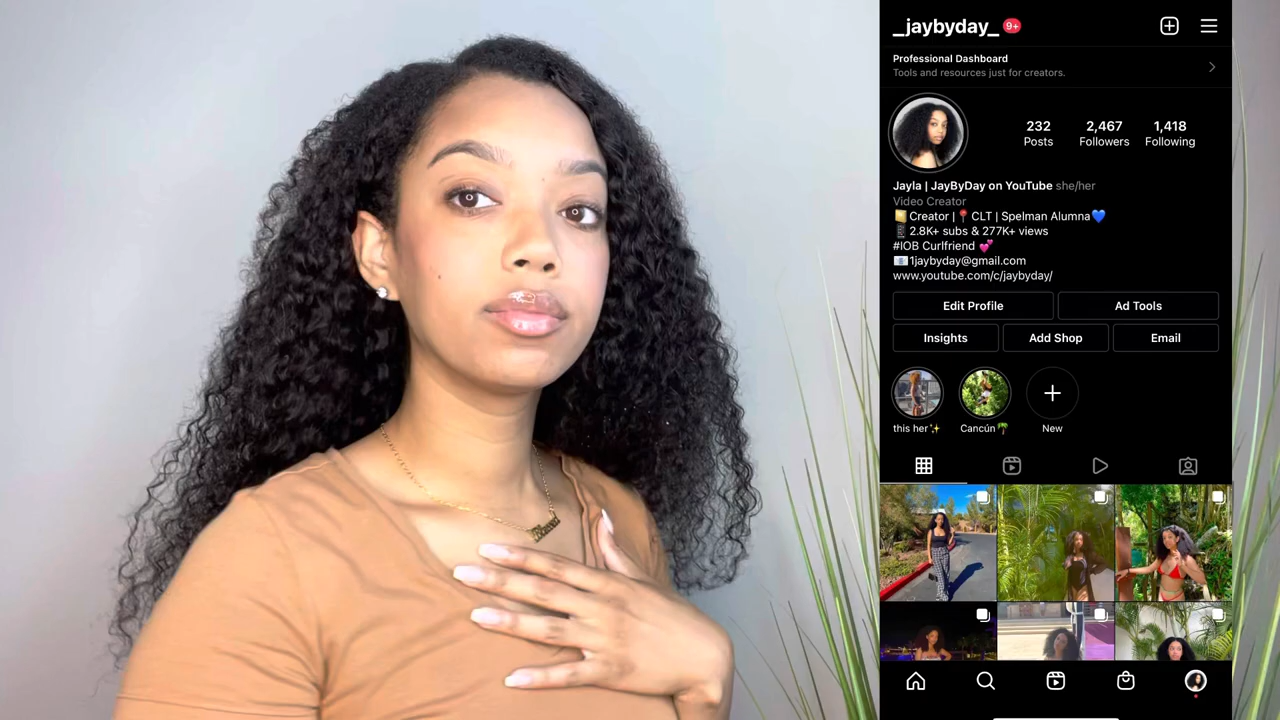 _jaybyday_ 9+
Professional Dashboard
Tools and resources just for creators.
232 2,467 1,418
Posts Followers Following
Jayla | JayByDay on YouTube she/her
Video Creator
Creator | 📍 CLT | Spelman Alumna💙
2.8K+ subs & 277K+ views
#IOB Curlfriend 💕
📧1jaybyday@gmail.com
www.youtube.com/c/jaybyday/
Edit Profile Ad Tools
Insights Add Shop Email
this her✨ Cancún🌴 New